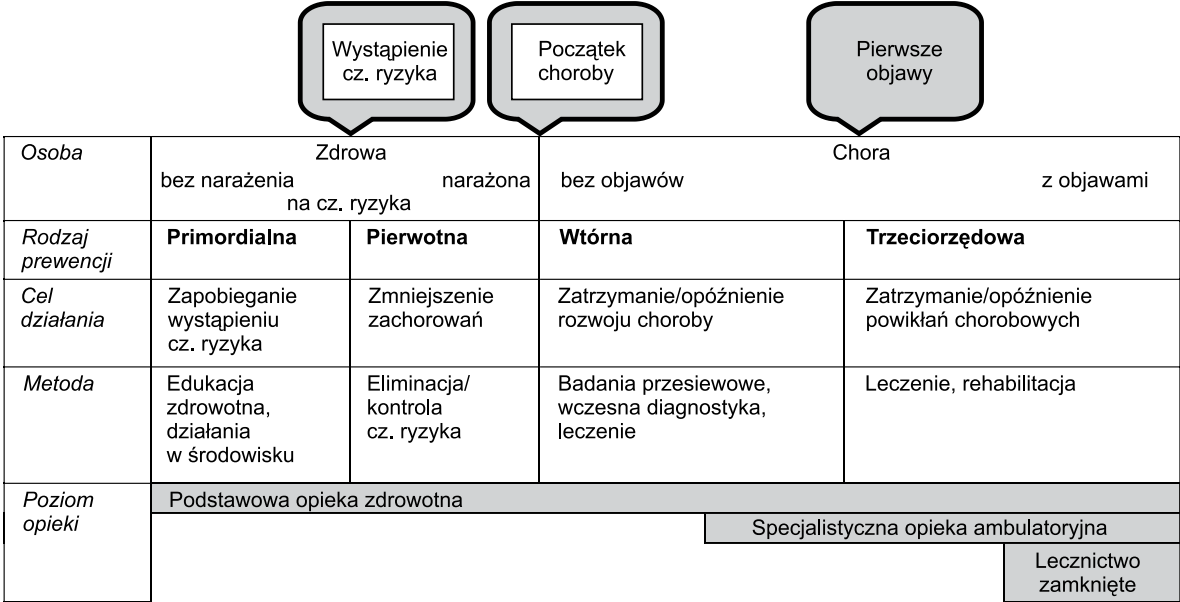 Wystąpienie
cz. ryzyka
Początek
choroby
Pierwsze
objawy
Osoba
Zdrowa
bez narażenia narażona
na cz. ryzyka
Chora
bez objawów z objawami
Rodzaj
prewencji
Primordialna
Pierwotna
Wtórna
Trzeciorzędowa
Cel
działania
Zapobieganie
wystąpieniu
cz. ryzyka
Zmniejszenie
zachorowań
Zatrzymanie/opóźnienie
rozwoju choroby
Zatrzymanie/opóźnienie
powikłań chorobowych
Metoda
Edukacja
zdrowotna,
działania
w środowisku
Eliminacja/
kontrola
cz. ryzyka
Badania przesiewowe,
wczesna diagnostyka,
leczenie
Leczenie, rehabilitacja
Poziom
opieki
Podstawowa opieka zdrowotna
Specjalistyczna opieka ambulatoryjna
Lecznictwo
zamknięte